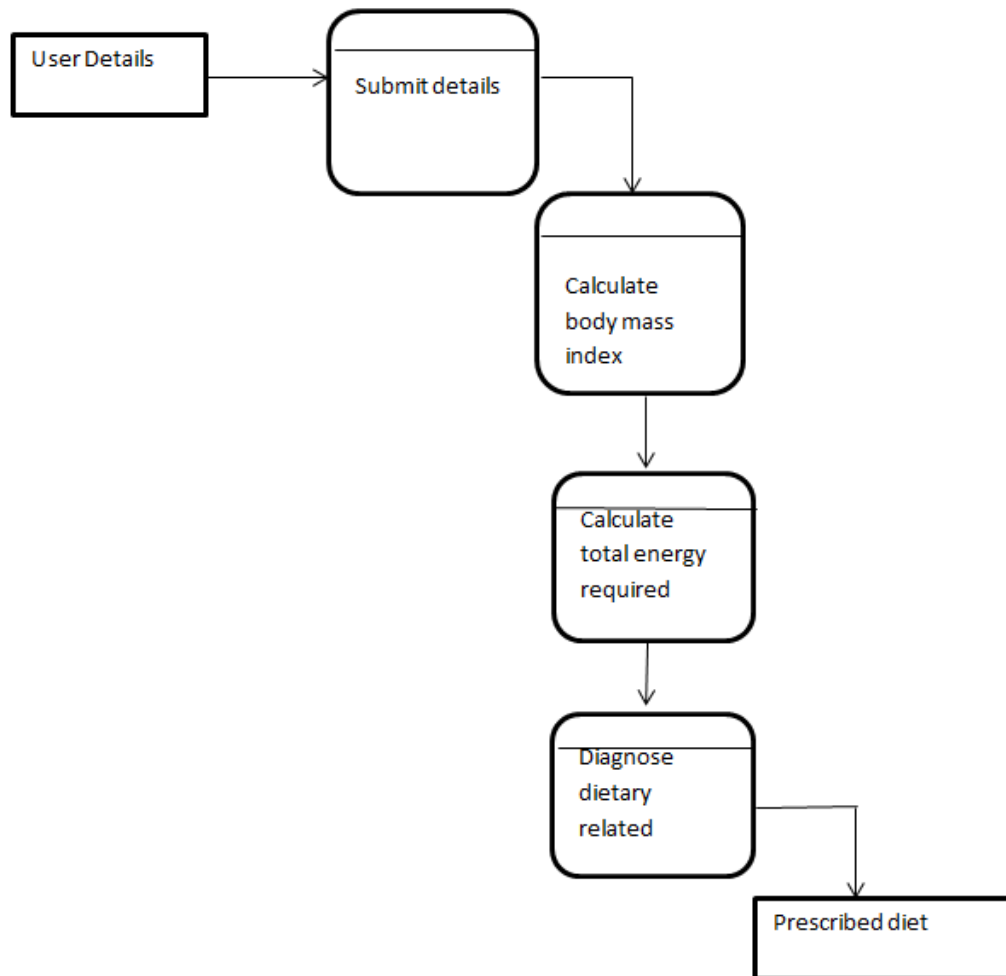 User Details
Submit details
Calculate
body mass
index
Calculate
total energy
required
Diagnose
dietary
related
Prescribed diet